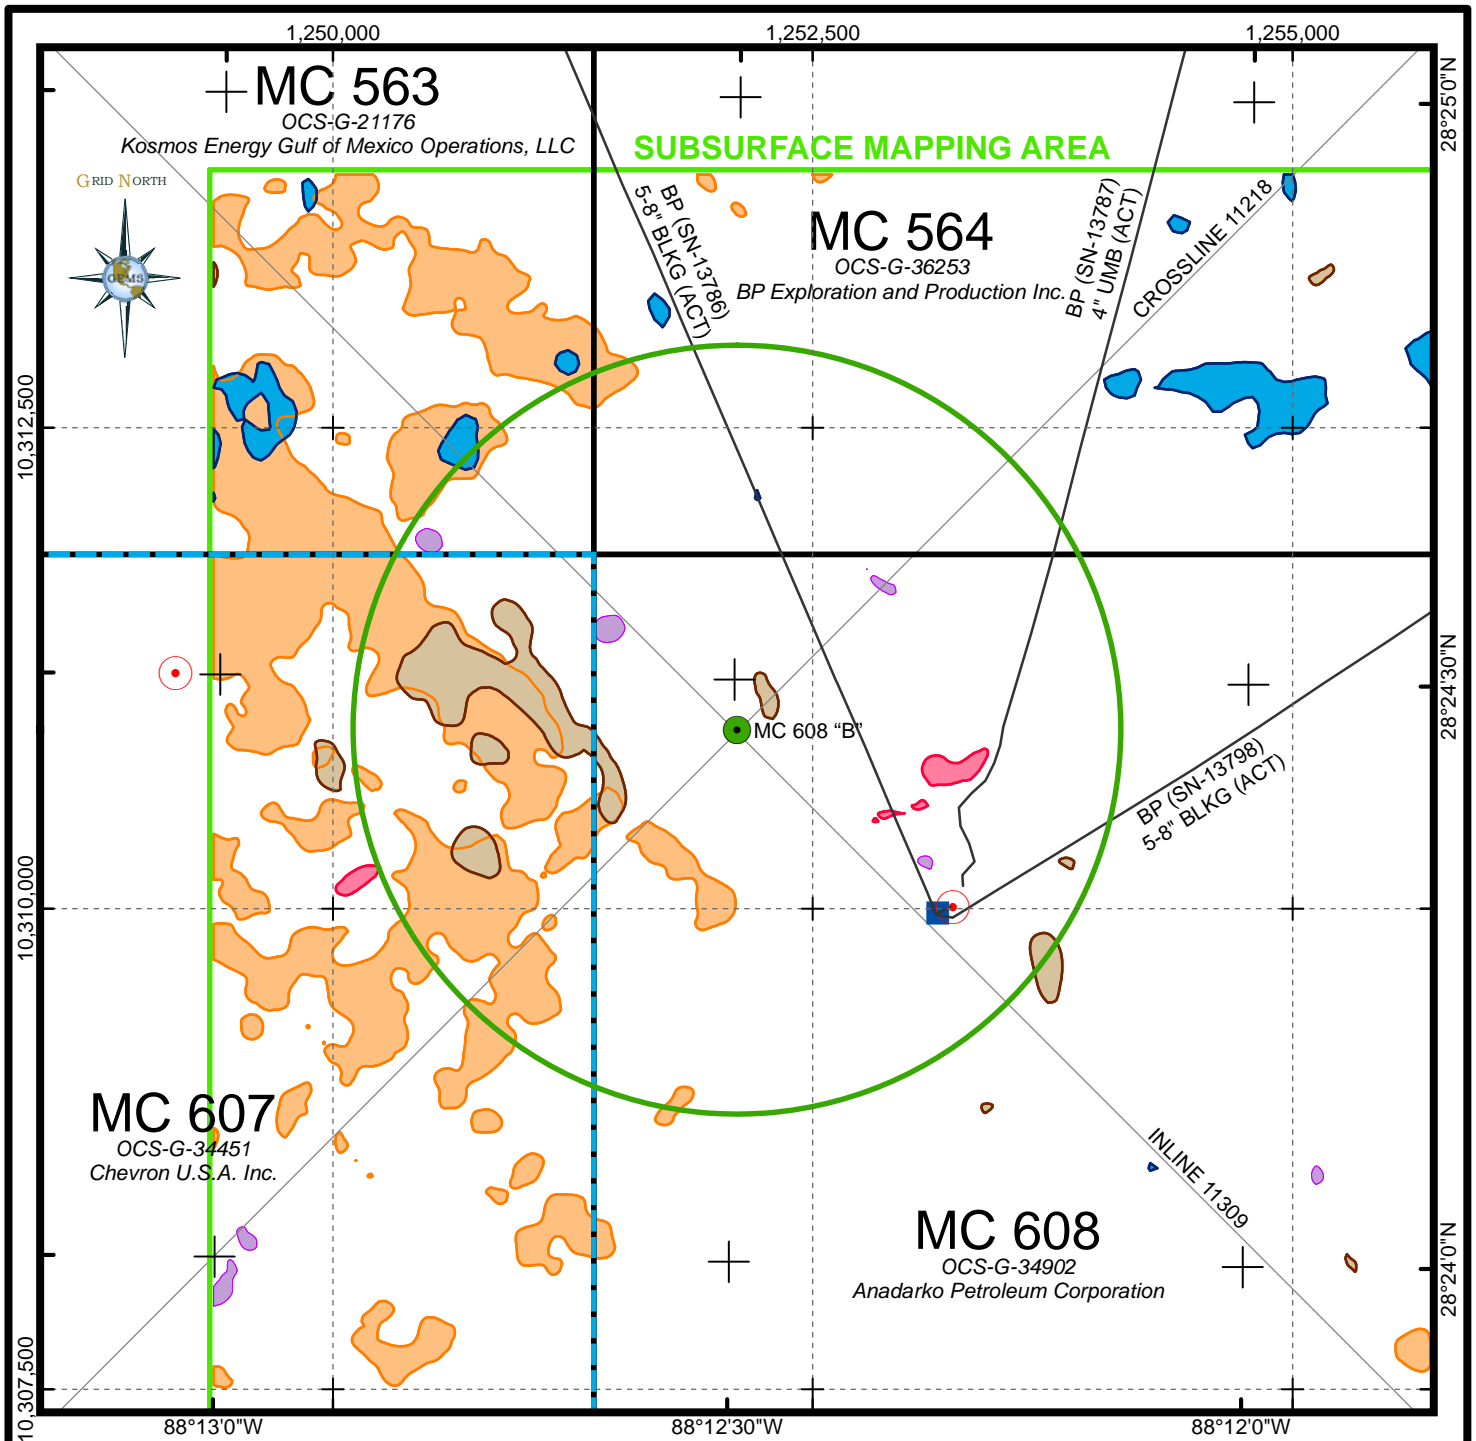 1,250,000
1,252,500
1,255,000
MC 563
OCS-G-21176
Kosmos Energy Gulf of Mexico Operations, LLC
SUBSURFACE MAPPING AREA
28°25'0"N
GRID NORTH
GEMS
BP (SN-13786)
5-8" BLKG (ACT)
MC 564
OCS-G-36253
BP Exploration and Production Inc.
BP (SN-13787)
4" UMB (ACT)
CROSSLINE 11218
10,312,500
28°24'30"N
MC 608 “B”
BP (SN-13798)
5-8" BLKG (ACT)
10,310,000
MC 607
OCS-G-34451
Chevron U.S.A. Inc.
INLINE 11309
MC 608
OCS-G-34902
Anadarko Petroleum Corporation
28°24'0"N
10,307,500
88°13'0"W
88°12'30"W
88°12'0"W